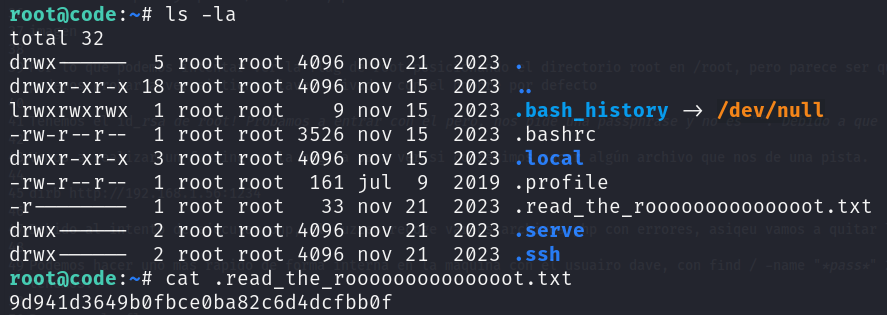 root@code:~# ls -la
total 32
drwx------  5 root root 4096 nov 21  2023 .
drwxr-xr-x 18 root root 4096 nov 15  2023 ..
lrwxrwxrwx  1 root root    9 nov 15  2023 .bash_history -> /dev/null
-rw-r--r--  1 root root 3526 nov 15  2023 .bashrc
drwxr-xr-x  3 root root 4096 nov 15  2023 .local
-rw-r--r--  1 root root  161 jul  9  2019 .profile
-r--------  1 root root   33 nov 21  2023 .read_the_roooooooooooooot.txt
drwx------  2 root root 4096 nov 21  2023 .serve
drwx------  2 root root 4096 nov 21  2023 .ssh
root@code:~# cat .read_the_roooooooooooooot.txt
9d941d3649b0fbce0ba82c6d4dcfbb0f